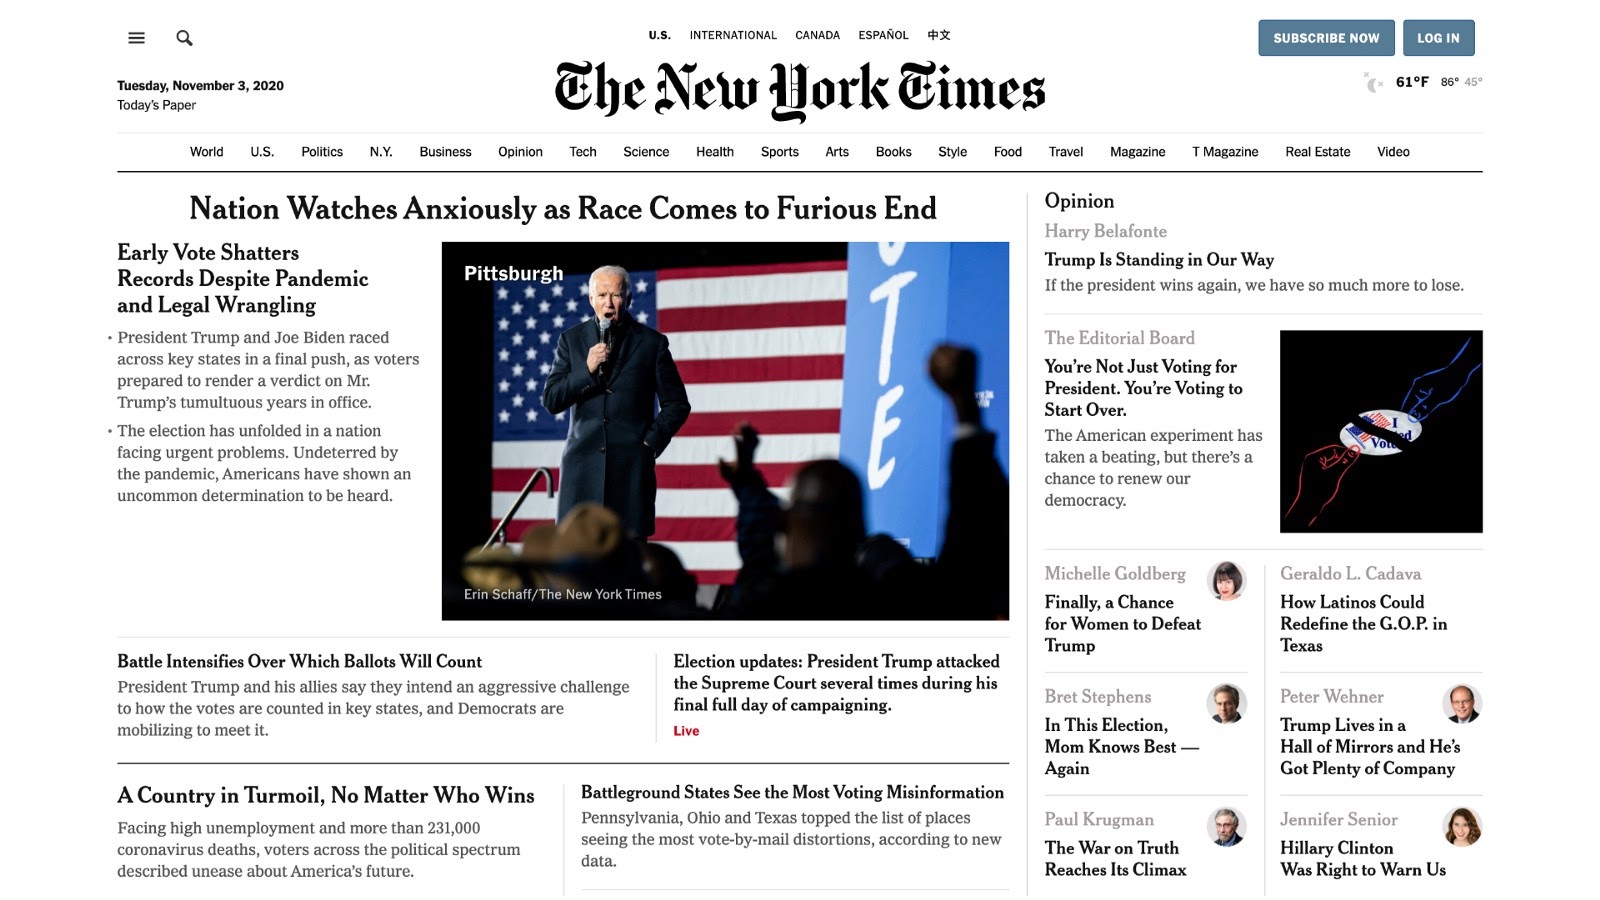 U.S. INTERNATIONAL CANADA ESPAÑOL 中文
SUBSCRIBE NOW LOG IN
Tuesday, November 3, 2020
Today's Paper
The New York Times
61°F 86° 45°
World U.S. Politics N.Y. Business Opinion Tech Science Health Sports Arts Books Style Food Travel Magazine T Magazine Real Estate Video
Nation Watches Anxiously as Race Comes to Furious End
Early Vote Shatters
Records Despite Pandemic
and Legal Wrangling
• President Trump and Joe Biden raced
across key states in a final push, as voters
prepared to render a verdict on Mr.
Trump's tumultuous years in office.
• The election has unfolded in a nation
facing urgent problems. Undeterred by
the pandemic, Americans have shown an
uncommon determination to be heard.
Pittsburgh
OTE
Erin Schaff/The New York Times
Battle Intensifies Over Which Ballots Will Count
President Trump and his allies say they intend an aggressive challenge
to how the votes are counted in key states, and Democrats are
mobilizing to meet it.
Election updates: President Trump attacked
the Supreme Court several times during his
final full day of campaigning.
Live
A Country in Turmoil, No Matter Who Wins
Facing high unemployment and more than 231,000
coronavirus deaths, voters across the political spectrum
described unease about America's future.
Battleground States See the Most Voting Misinformation
Pennsylvania, Ohio and Texas topped the list of places
seeing the most vote-by-mail distortions, according to new
data.
Opinion
Harry Belafonte
Trump Is Standing in Our Way
If the president wins again, we have so much more to lose.
The Editorial Board
You're Not Just Voting for
President. You're Voting to
Start Over.
The American experiment has
taken a beating, but there's a
chance to renew our
democracy.
I
Voted
Michelle Goldberg
Finally, a Chance
for Women to Defeat
Trump
Geraldo L. Cadava
How Latinos Could
Redefine the G.O.P. in
Texas
Bret Stephens
In This Election,
Mom Knows Best —
Again
Peter Wehner
Trump Lives in a
Hall of Mirrors and He's
Got Plenty of Company
Paul Krugman
The War on Truth
Reaches Its Climax
Jennifer Senior
Hillary Clinton
Was Right to Warn Us